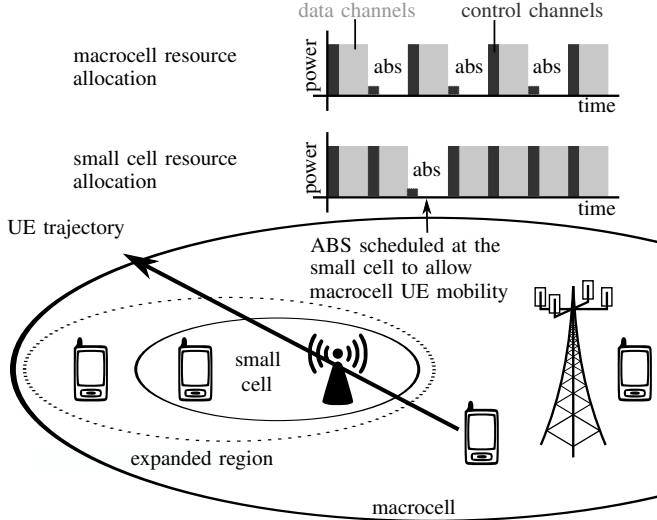 data channels
control channels
macrocell resource
allocation
power
abs
abs
abs
time
small cell resource
allocation
power
abs
time
UE trajectory
ABS scheduled at the
small cell to allow
macrocell UE mobility
small
cell
expanded region
macrocell